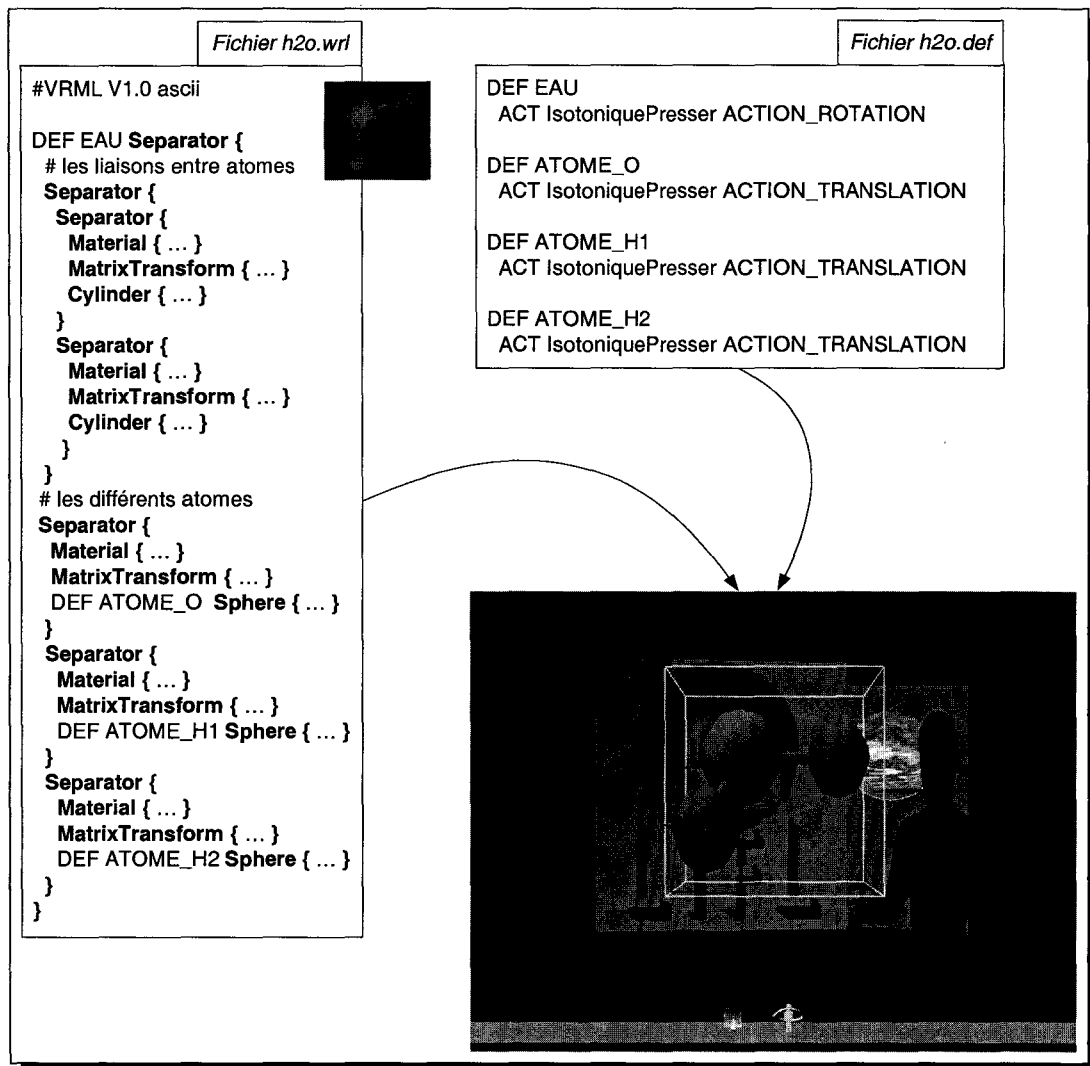 Fichier h2o.wrl
#VRML V1.0 ascii
DEF EAU Separator {
# les liaisons entre atomes
Separator {
Separator {
Material { ... }
MatrixTransform { ... }
Cylinder { ... }
}
Separator {
Material { ... }
MatrixTransform { ... }
Cylinder { ... }
}
}
# les différents atomes
Separator {
Material { ... }
MatrixTransform { ... }
DEF ATOME_O Sphere { ... }
}
Separator {
Material { ... }
MatrixTransform { ... }
DEF ATOME_H1 Sphere { ... }
}
Separator {
Material { ... }
MatrixTransform { ... }
DEF ATOME_H2 Sphere { ... }
}
}
Fichier h2o.def
DEF EAU
ACT IsotoniquePresser ACTION_ROTATION
DEF ATOME_O
ACT IsotoniquePresser ACTION_TRANSLATION
DEF ATOME_H1
ACT IsotoniquePresser ACTION_TRANSLATION
DEF ATOME_H2
ACT IsotoniquePresser ACTION_TRANSLATION